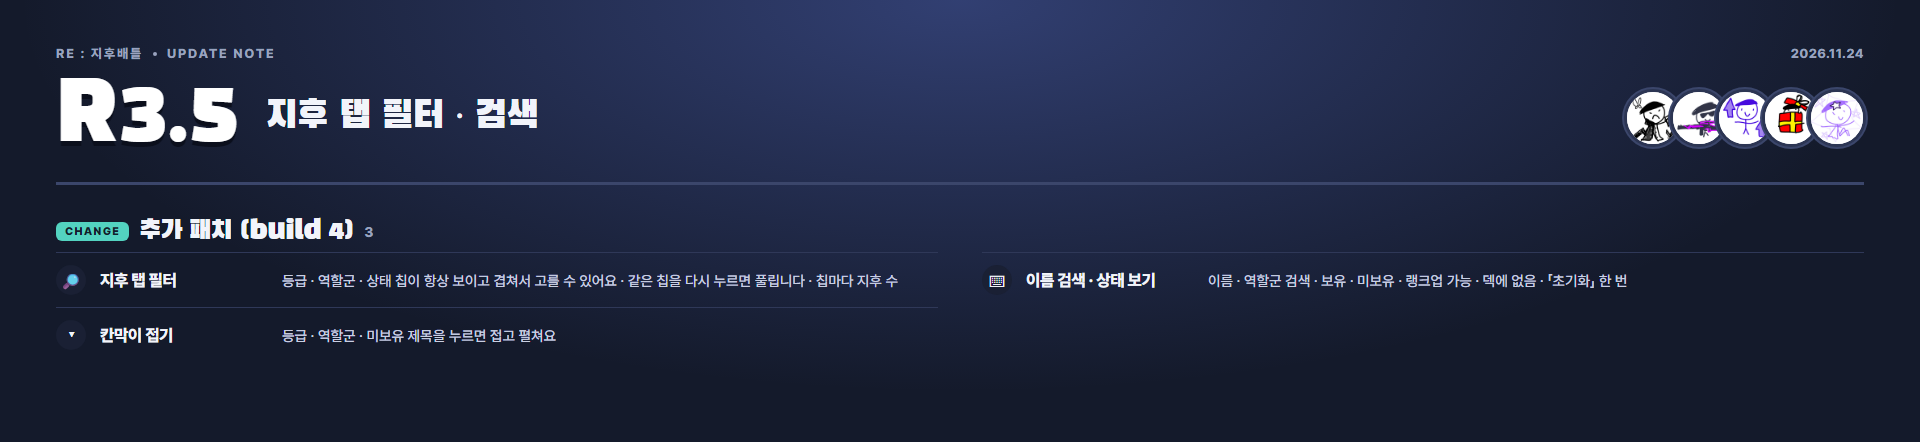 RE : 지후배틀 • UPDATE NOTE
2026.11.24
R3.5 지후 탭 필터 · 검색
CHANGE 추가 패치 (build 4) 3
지후 탭 필터 등급 · 역할군 · 상태 칩이 항상 보이고 겹쳐서 고를 수 있어요 · 같은 칩을 다시 누르면 풀립니다 · 칩마다 지후 수
이름 검색 · 상태 보기 이름 · 역할군 검색 · 보유 · 미보유 · 랭크업 가능 · 덱에 없음 · 「초기화」 한 번
칸막이 접기 등급 · 역할군 · 미보유 제목을 누르면 접고 펼쳐요